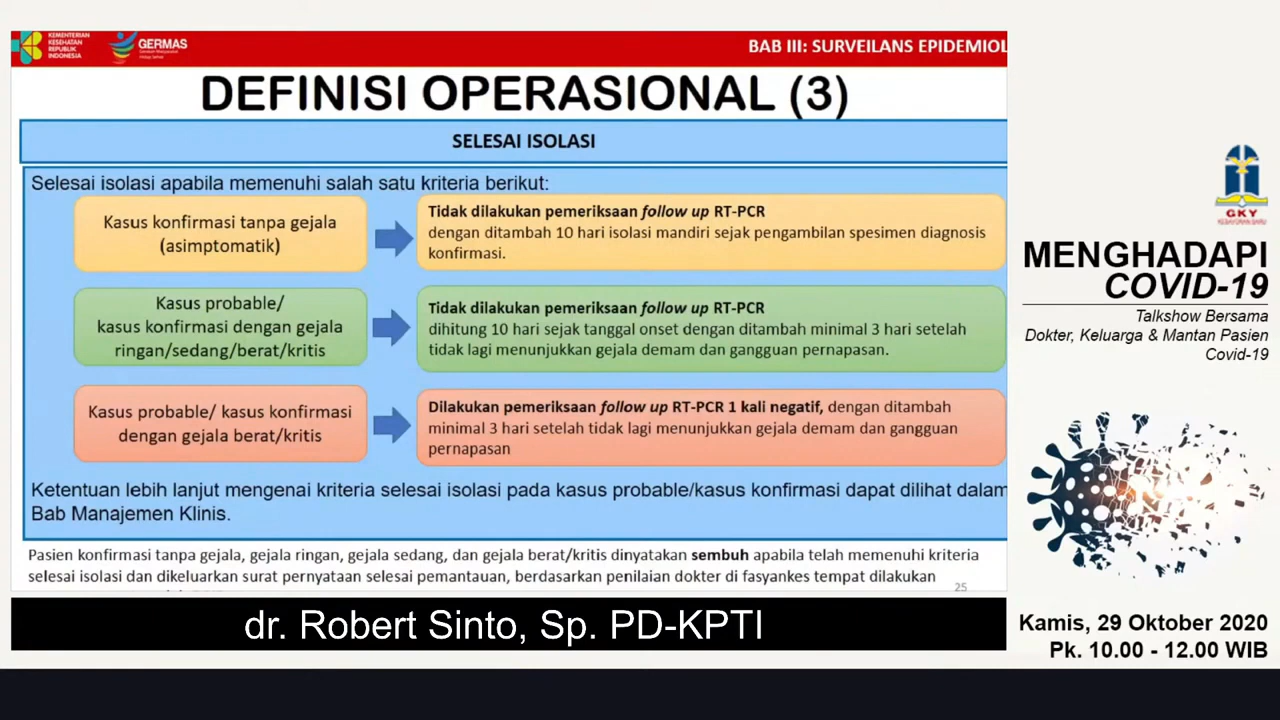 KEMENTERIAN
KESEHATAN
REPUBLIK
INDONESIA
GERMAS
BAB III: SURVEILANS EPIDEMIOL
DEFINISI OPERASIONAL (3)
SELESAI ISOLASI
Selesai isolasi apabila memenuhi salah satu kriteria berikut:
Kasus konfirmasi tanpa gejala
(asimptomatik)
Tidak dilakukan pemeriksaan follow up RT-PCR
dengan ditambah 10 hari isolasi mandiri sejak pengambilan spesimen diagnosis
konfirmasi.
Kasus probable/
kasus konfirmasi dengan gejala
ringan/sedang/berat/kritis
Tidak dilakukan pemeriksaan follow up RT-PCR
dihitung 10 hari sejak tanggal onset dengan ditambah minimal 3 hari setelah
tidak lagi menunjukkan gejala demam dan gangguan pernapasan.
Kasus probable/ kasus konfirmasi
dengan gejala berat/kritis
Dilakukan pemeriksaan follow up RT-PCR 1 kali negatif, dengan ditambah
minimal 3 hari setelah tidak lagi menunjukkan gejala demam dan gangguan
pernapasan
Ketentuan lebih lanjut mengenai kriteria selesai isolasi pada kasus probable/kasus konfirmasi dapat dilihat dalam
Bab Manajemen Klinis.
Pasien konfirmasi tanpa gejala, gejala ringan, gejala sedang, dan gejala berat/kritis dinyatakan sembuh apabila telah memenuhi kriteria
selesai isolasi dan dikeluarkan surat pernyataan selesai pemantauan, berdasarkan penilaian dokter di fasyankes tempat dilakukan
25
dr. Robert Sinto, Sp. PD-KPTI
GKY
KEBAYORAN BARU
MENGHADAPI
COVID-19
Talkshow Bersama
Dokter, Keluarga & Mantan Pasien
Covid-19
Kamis, 29 Oktober 2020
Pk. 10.00 - 12.00 WIB